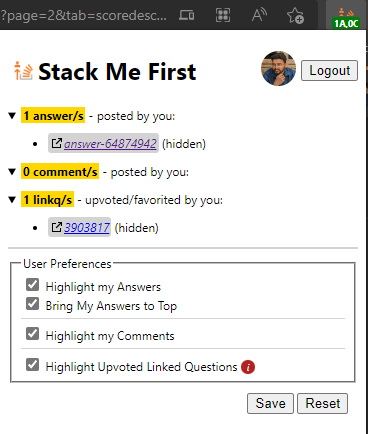 ?page=2&tab=scoredesc...
1A,0C
Stack Me First
Logout
1 answer/s - posted by you:
answer-64874942 (hidden)
0 comment/s - posted by you:
1 linkq/s - upvoted/favorited by you:
3903817 (hidden)
User Preferences
Highlight my Answers
Bring My Answers to Top
Highlight my Comments
Highlight Upvoted Linked Questions i
Save Reset